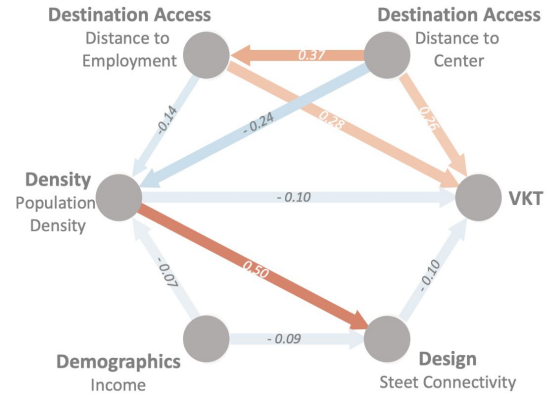 Destination Access
Distance to
Employment
Destination Access
Distance to
Center
0.37
-0.14
- 0.24
0.28
0.26
Density
Population
Density
- 0.10
VKT
0.50
- 0.07
- 0.10
- 0.09
Demographics
Income
Design
Steet Connectivity